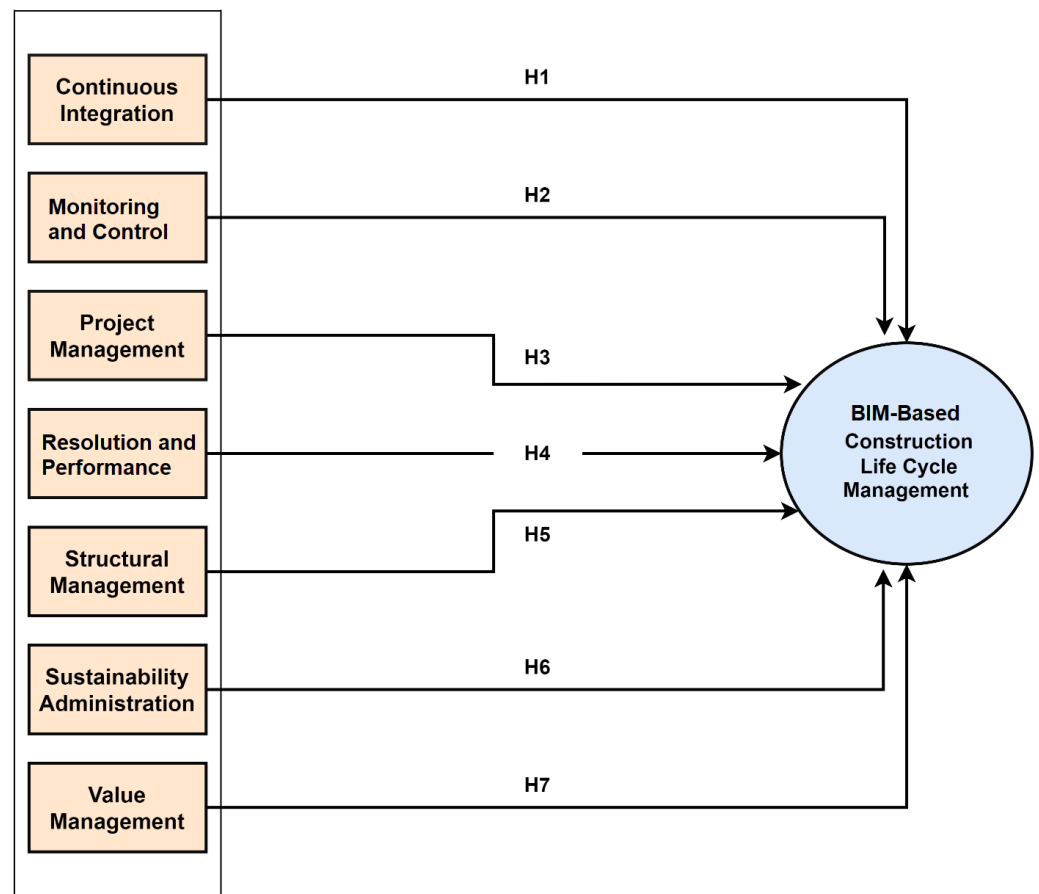 Continuous
Integration
H1
Monitoring
and Control
H2
Project
Management
H3
Resolution and
Performance
H4
Structural
Management
H5
Sustainability
Administration
H6
Value
Management
H7
BIM-Based
Construction
Life Cycle
Management